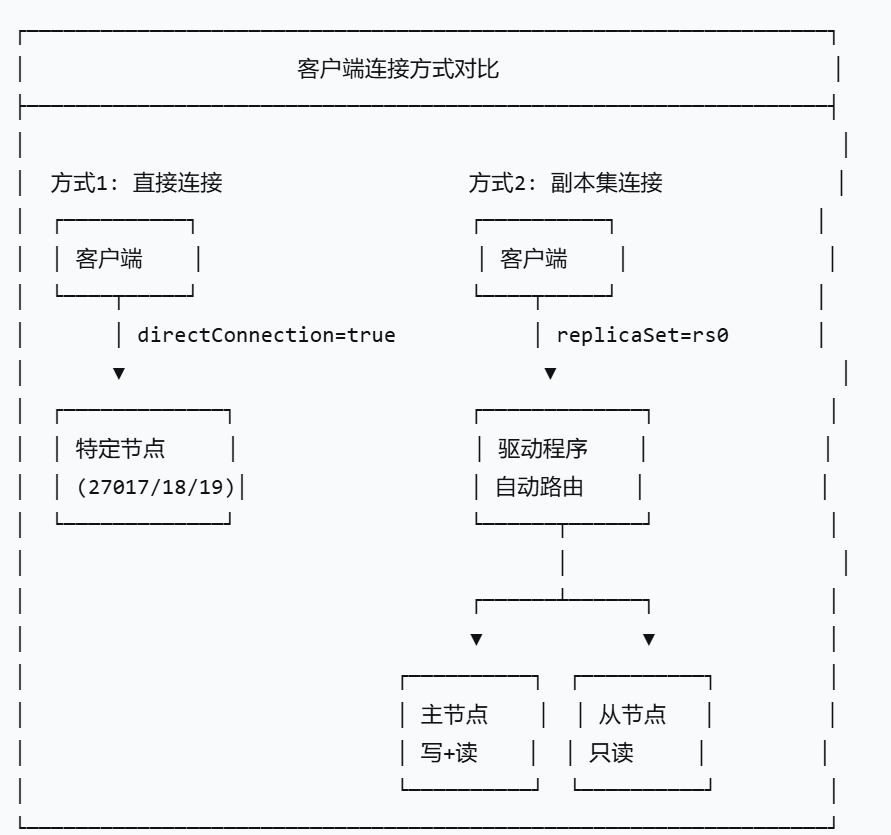 客户端连接方式对比
方式1: 直接连接 方式2: 副本集连接
客户端 客户端
directConnection=true replicaSet=rs0
特定节点 驱动程序
(27017/18/19) 自动路由
主节点 从节点
写+读 只读